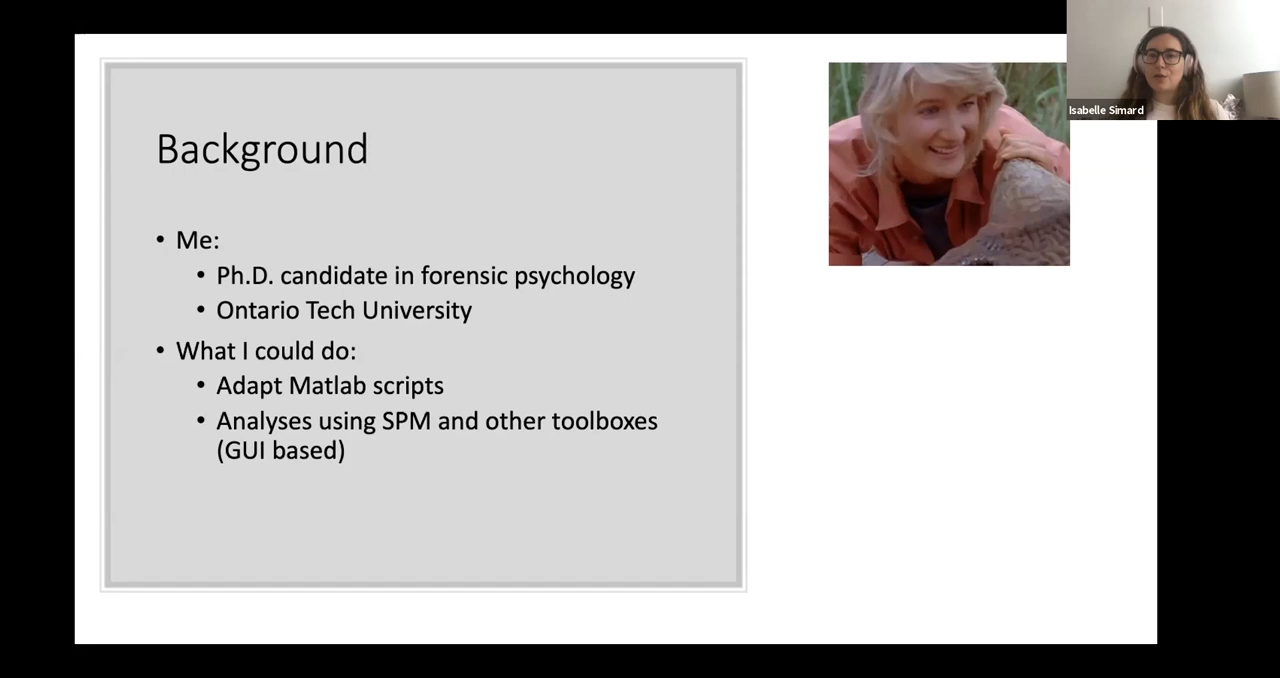 Isabelle Simard
Background
• Me:
• Ph.D. candidate in forensic psychology
• Ontario Tech University
• What I could do:
• Adapt Matlab scripts
• Analyses using SPM and other toolboxes
(GUI based)